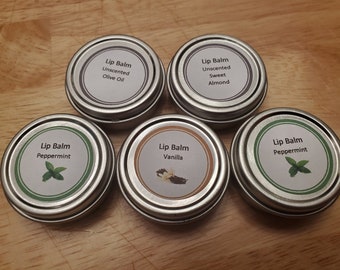 Lip Balm
Unscented
Olive Oil
Lip Balm
Unscented
Sweet
Almond
Lip Balm
Peppermint
Lip Balm
Vanilla
Lip Balm
Peppermint